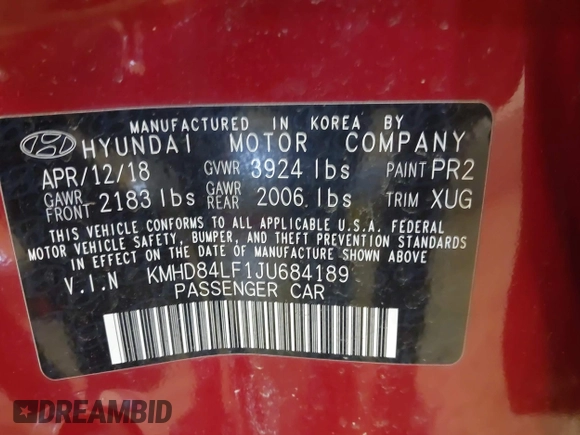 MANUFACTURED IN KOREA BY
HYUNDAI MOTOR COMPANY
APR/12/18 GVWR 3924 lbs PAINT PR2
GAWR FRONT 2183 lbs GAWR REAR 2006 lbs TRIM XUG
THIS VEHICLE CONFORMS TO ALL APPLICABLE U.S.A. FEDERAL
MOTOR VEHICLE SAFETY, BUMPER, AND THEFT PREVENTION STANDARDS
IN EFFECT ON THE DATE OF MANUFACTURE SHOWN ABOVE
V.I.N KMHD84LF1JU684189
PASSENGER CAR
DREAMBID